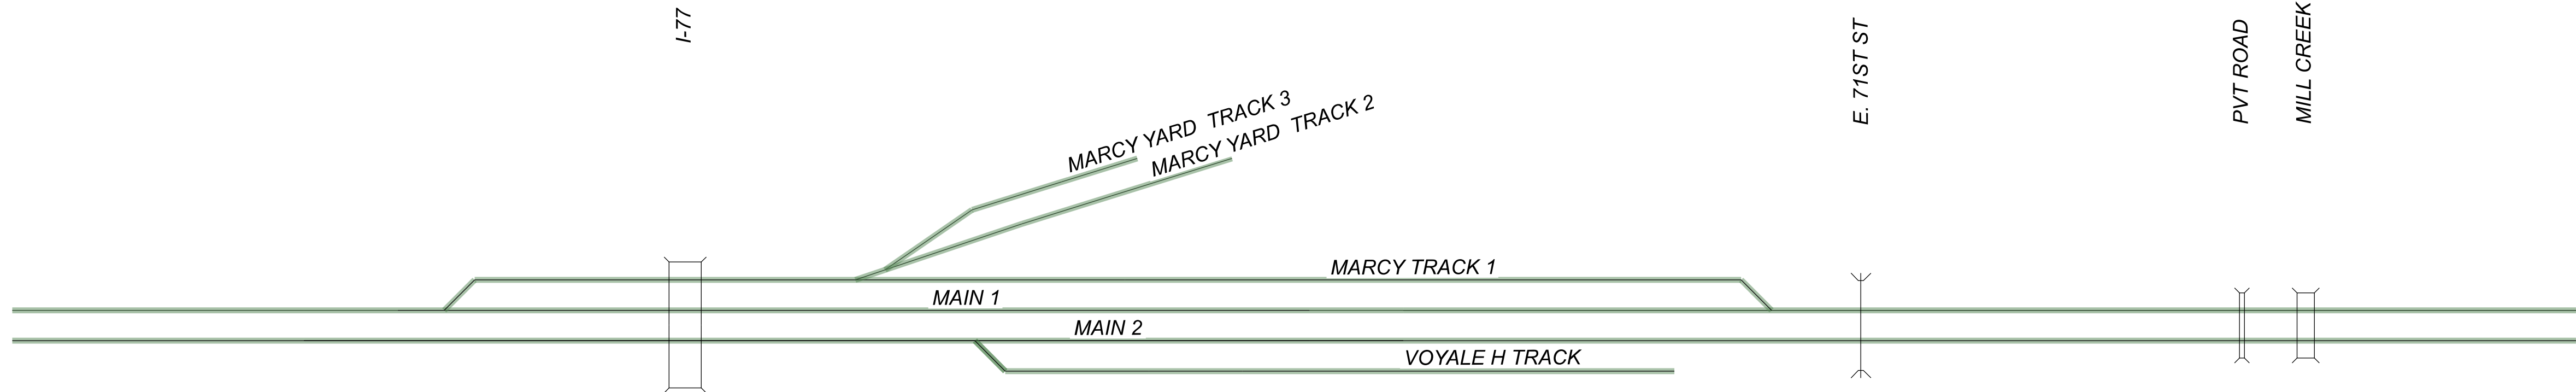 I-77
E. 71ST ST
PVT ROAD
MILL CREEK
MARCY YARD TRACK 3
MARCY YARD TRACK 2
MARCY TRACK 1
MAIN 1
MAIN 2
VOYALE H TRACK